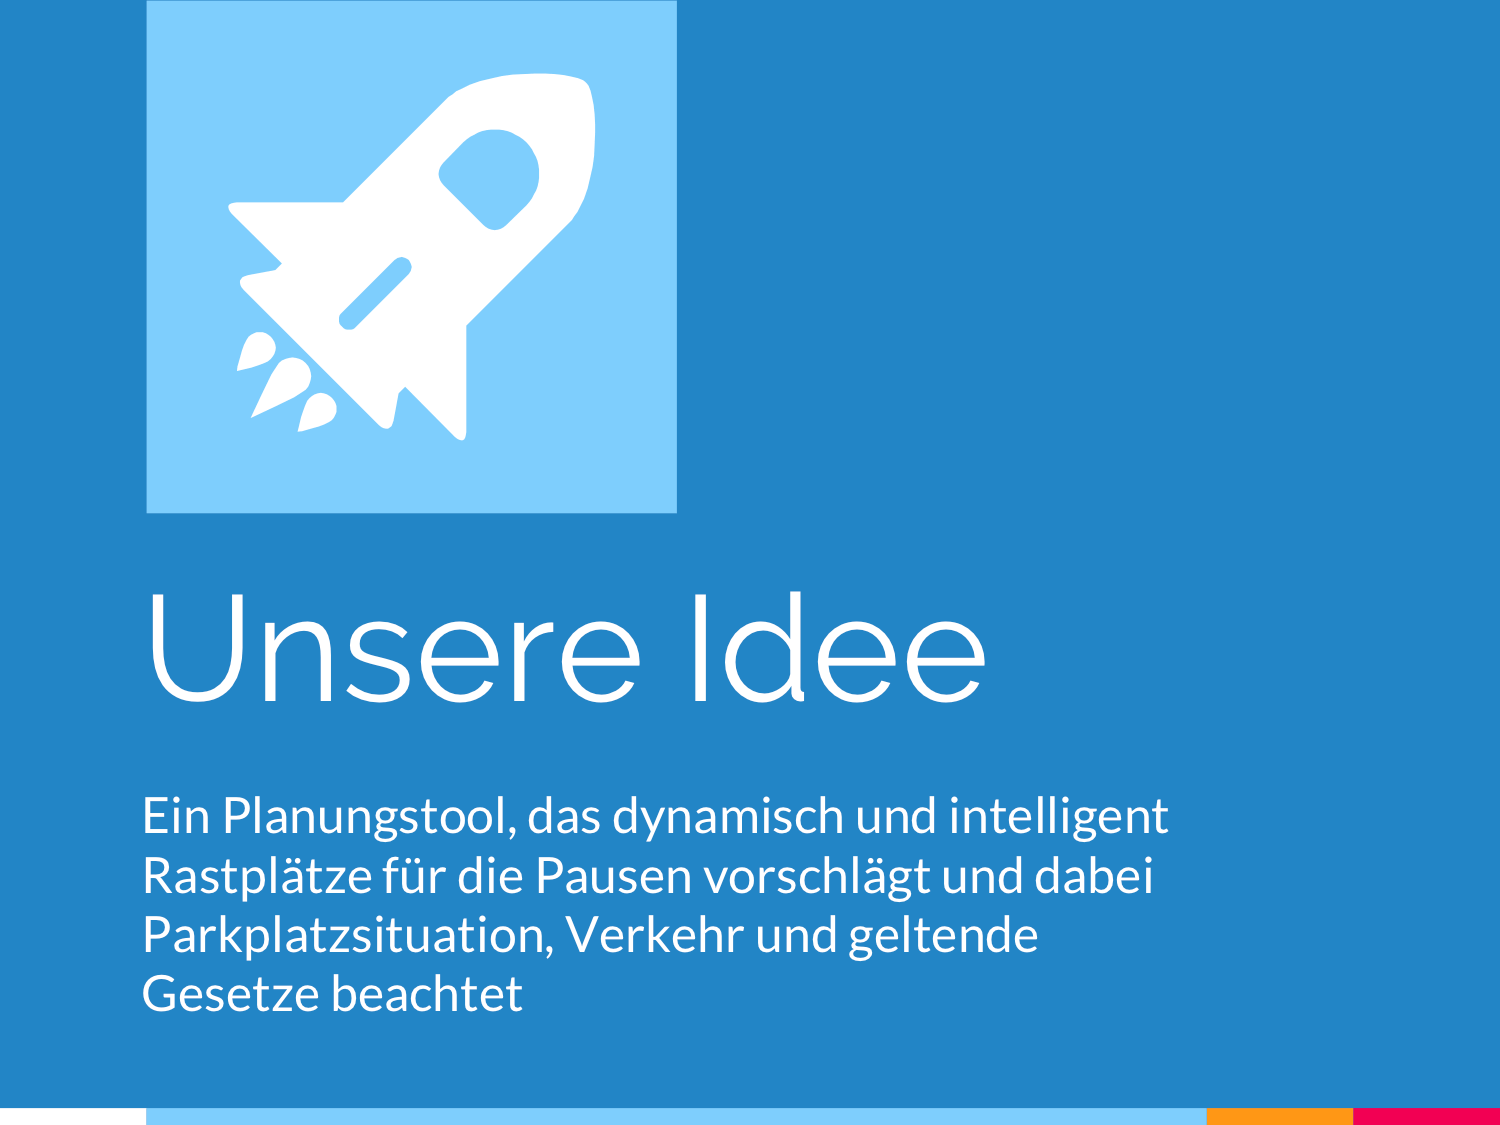 Unsere Idee
Ein Planungstool, das dynamisch und intelligent
Rastplätze für die Pausen vorschlägt und dabei
Parkplatzsituation, Verkehr und geltende
Gesetze beachtet